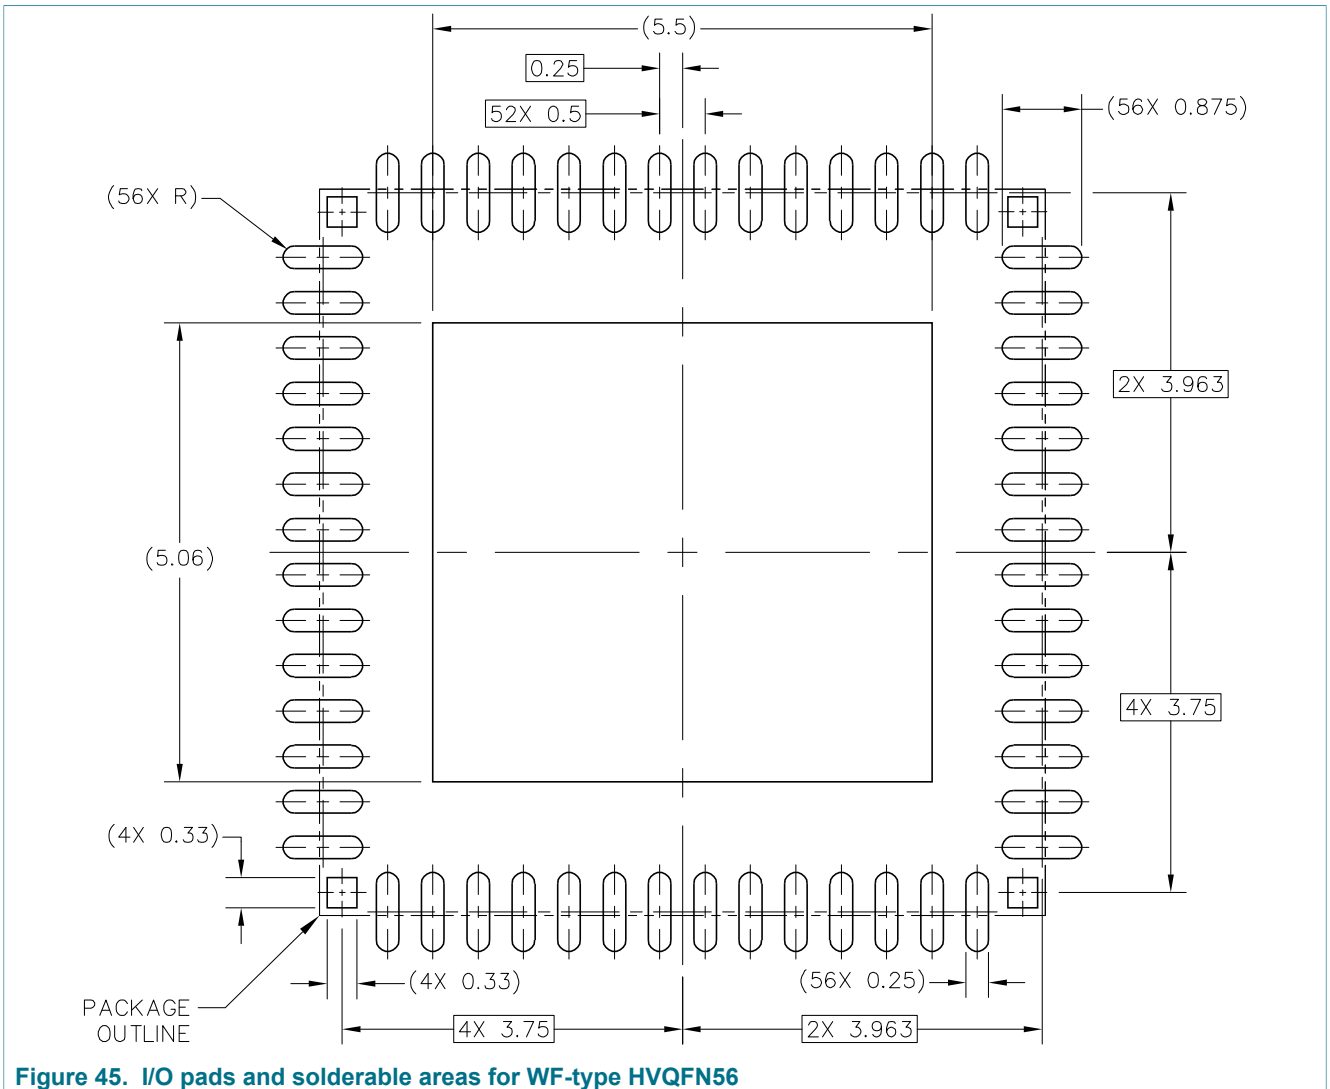 (5.5)
0.25
52X 0.5
(56X 0.875)
(56X R)
2X 3.963
(5.06)
4X 3.75
(4X 0.33)
(4X 0.33)
(56X 0.25)
PACKAGE
OUTLINE
4X 3.75
2X 3.963
Figure 45. I/O pads and solderable areas for WF-type HVQFN56